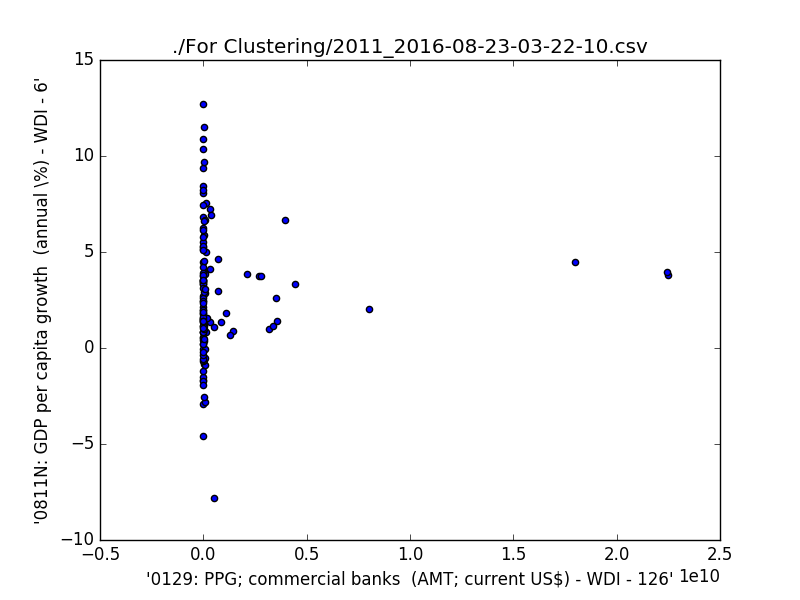 ./For Clustering/2011_2016-08-23-03-22-10.csv
'0811N: GDP per capita growth  (annual \%) - WDI - 6'
15
10
5
0
−5
−10
−0.5 0.0 0.5 1.0 1.5 2.0 2.5
'0129: PPG; commercial banks  (AMT; current US$) - WDI - 126' 1e10